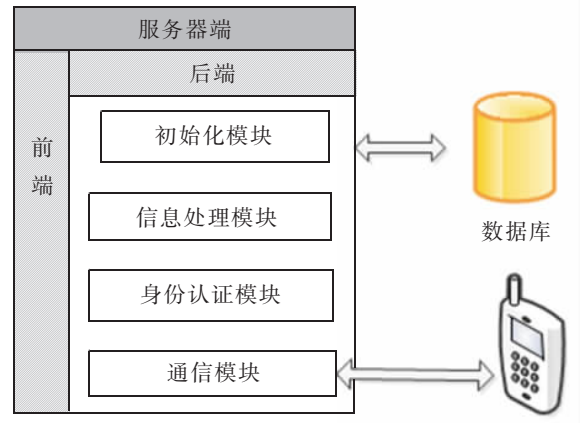 服务器端
后端
前
端
初始化模块
信息处理模块
身份认证模块
通信模块
数据库